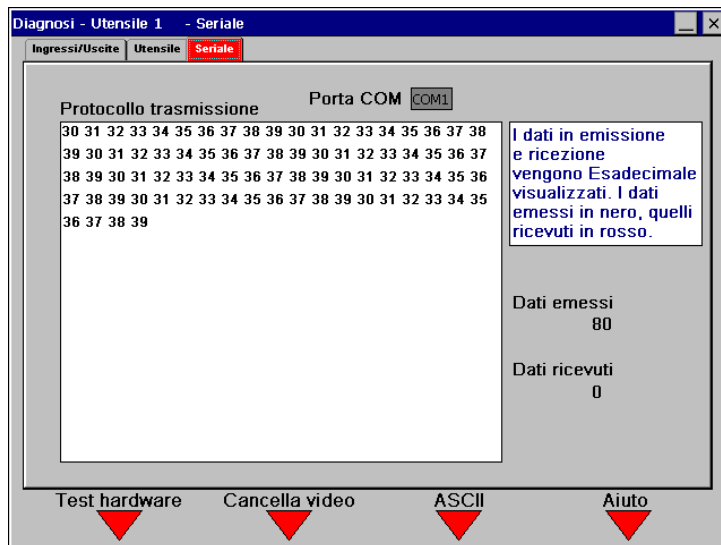 Diagnosi - Utensile 1 - Seriale
Ingressi/Uscite Utensile Seriale
Porta COM COM1
Protocollo trasmissione
30 31 32 33 34 35 36 37 38 39 30 31 32 33 34 35 36 37 38
39 30 31 32 33 34 35 36 37 38 39 30 31 32 33 34 35 36 37
38 39 30 31 32 33 34 35 36 37 38 39 30 31 32 33 34 35 36
37 38 39 30 31 32 33 34 35 36 37 38 39 30 31 32 33 34 35
36 37 38 39
I dati in emissione
e ricezione
vengono Esadecimale
visualizzati. I dati
emessi in nero, quelli
ricevuti in rosso.
Dati emessi
80
Dati ricevuti
0
Test hardware Cancella video ASCII Aiuto